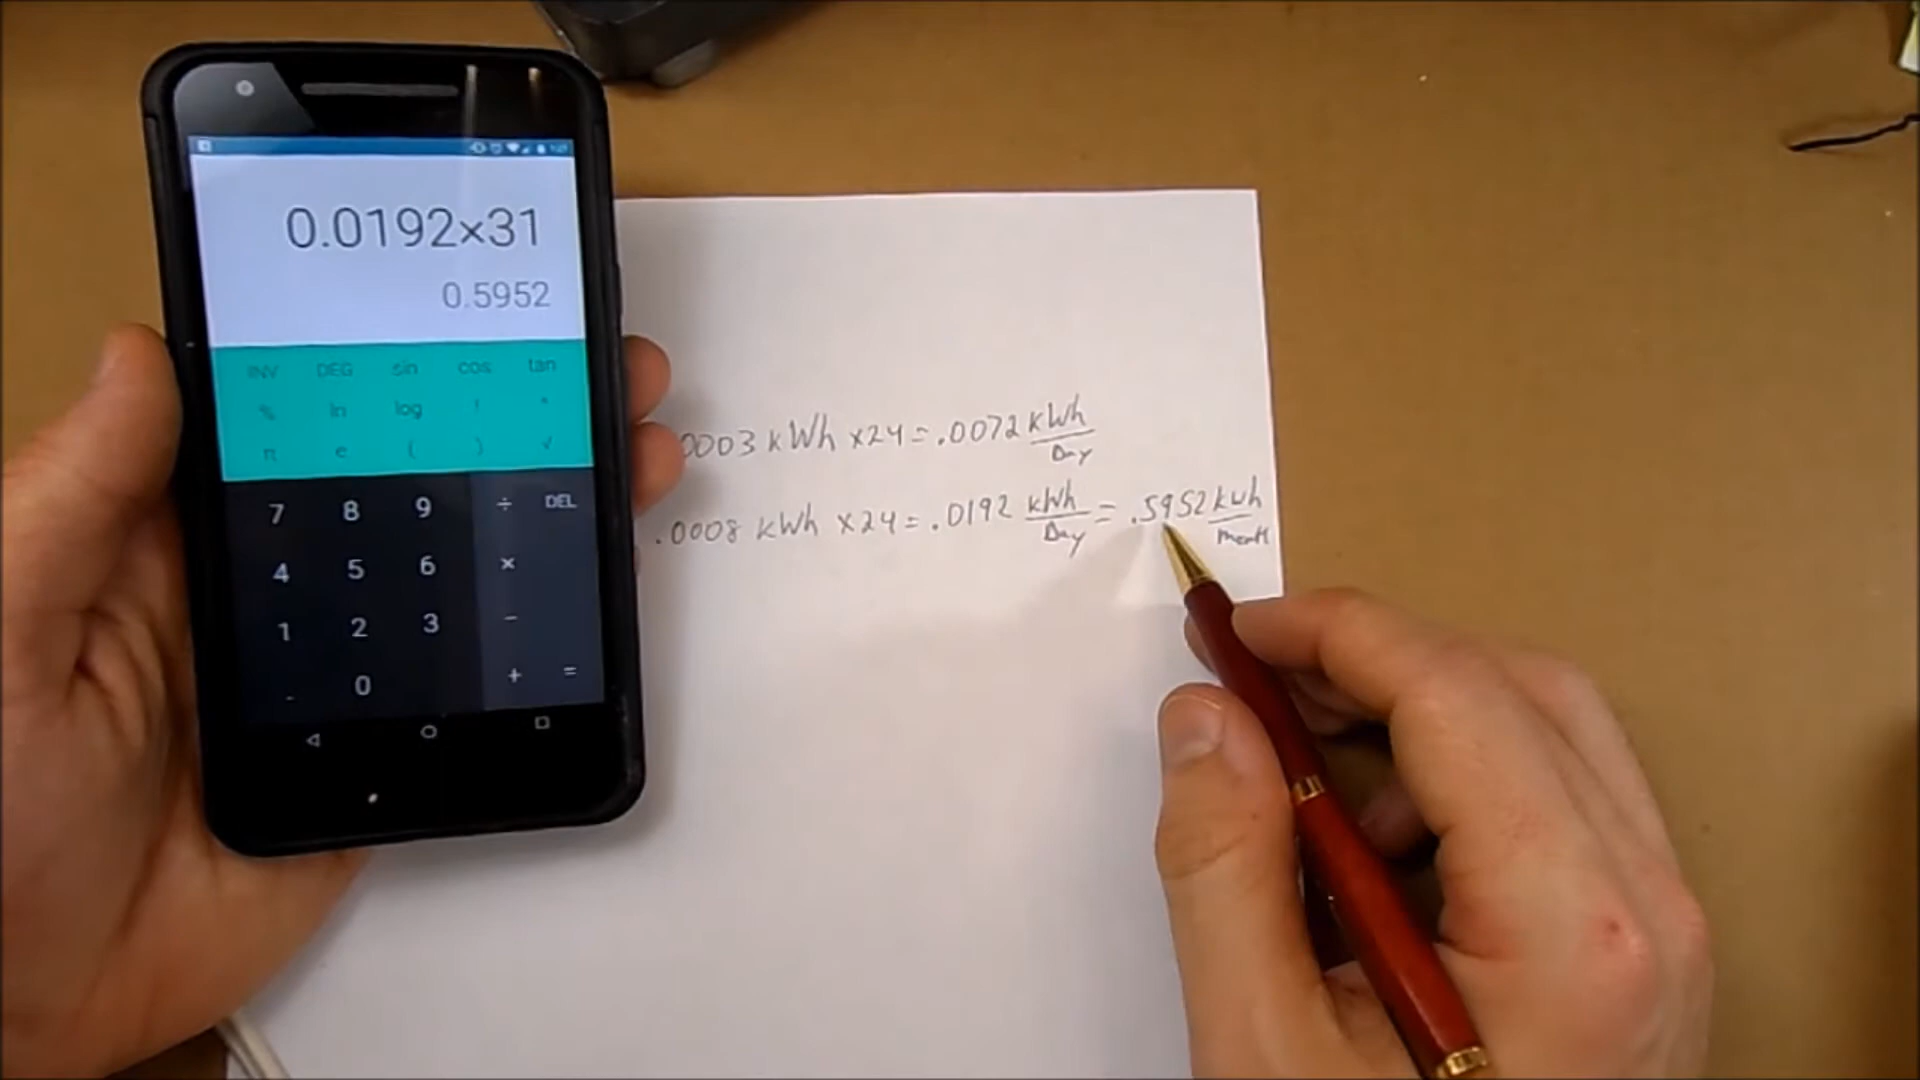 0.0192×31
0.5952
INV DEG sin cos tan
% ln log ! ^
π e ( ) √
7 8 9 ÷ DEL
4 5 6 ×
1 2 3 −
. 0 + =
0003 kWh x24 = .0072 kWh
Day
.0008 kWh x24 = .0192 kWh = .5952 kwh
Day month